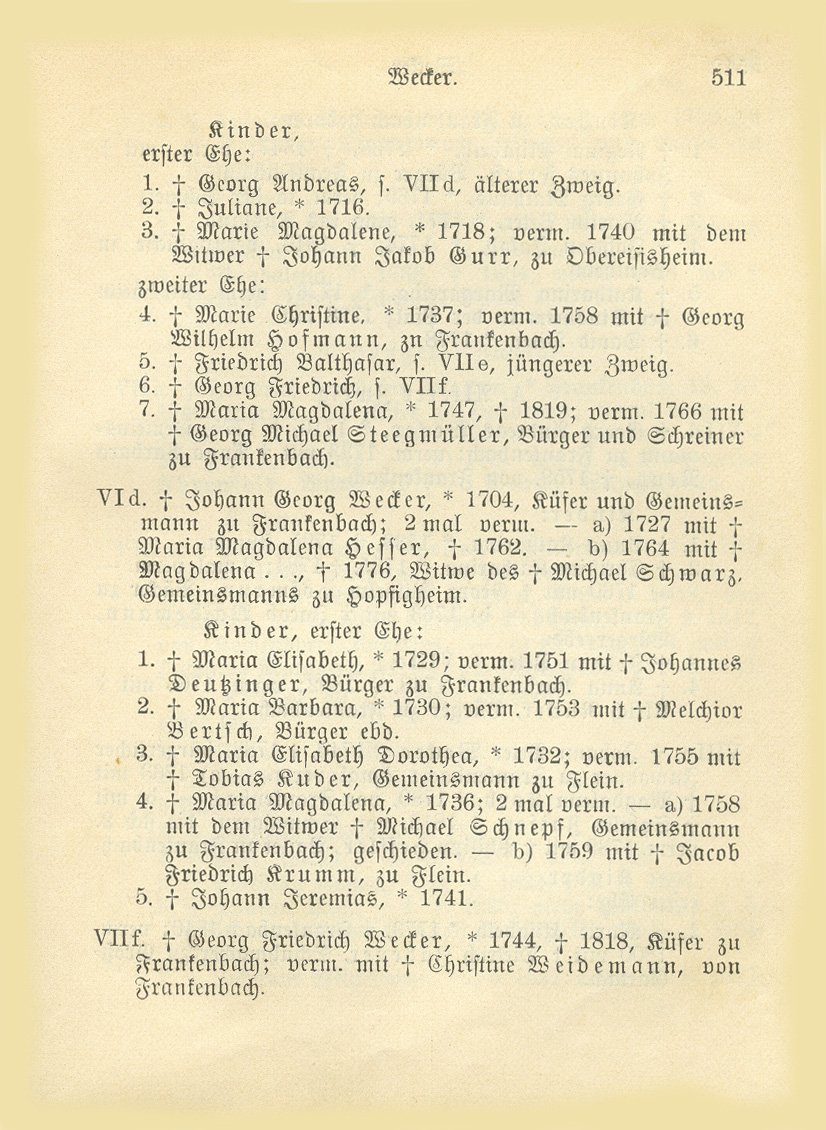 Wecker. 511
Kinder,
erster Ehe:
1. † Georg Andreas, s. VIId, älterer Zweig.
2. † Juliane, * 1716.
3. † Marie Magdalene, * 1718; verm. 1740 mit dem
Witwer † Johann Jakob Gurr, zu Obereisisheim.
zweiter Ehe:
4. † Marie Christine, * 1737; verm. 1758 mit † Georg
Wilhelm Hofmann, zu Frankenbach.
5. † Friedrich Balthasar, s. VIIe, jüngerer Zweig.
6. † Georg Friedrich, s. VIIf.
7. † Maria Magdalena, * 1747, † 1819; verm. 1766 mit
† Georg Michael Steegmüller, Bürger und Schreiner
zu Frankenbach.
VId. † Johann Georg Wecker, * 1704, Küfer und Gemeins-
mann zu Frankenbach; 2 mal verm. — a) 1727 mit †
Maria Magdalena Hesser, † 1762. — b) 1764 mit †
Magdalena . . ., † 1776, Witwe des † Michael Schwarz,
Gemeinsmanns zu Hopfigheim.
Kinder, erster Ehe:
1. † Maria Elisabeth, * 1729; verm. 1751 mit † Johannes
Deutzinger, Bürger zu Frankenbach.
2. † Maria Barbara, * 1730; verm. 1753 mit † Melchior
Bertsch, Bürger ebd.
3. † Maria Elisabeth Dorothea, * 1732; verm. 1755 mit
† Tobias Kuder, Gemeinsmann zu Flein.
4. † Maria Magdalena, * 1736; 2 mal verm. — a) 1758
mit dem Witwer † Michael Schnepf, Gemeinsmann
zu Frankenbach; geschieden. — b) 1759 mit † Jacob
Friedrich Krumm, zu Flein.
5. † Johann Jeremias, * 1741.
VIIf. † Georg Friedrich Wecker, * 1744, † 1818, Küfer zu
Frankenbach; verm. mit † Christine Weidemann, von
Frankenbach.